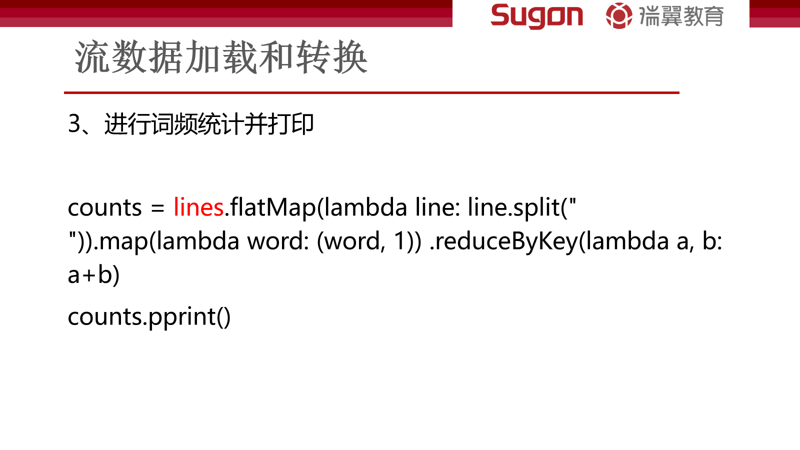 Sugon 瑞翼教育
流数据加载和转换
3、进行词频统计并打印
counts = lines.flatMap(lambda line: line.split("
")).map(lambda word: (word, 1)) .reduceByKey(lambda a, b:
a+b)
counts.pprint()